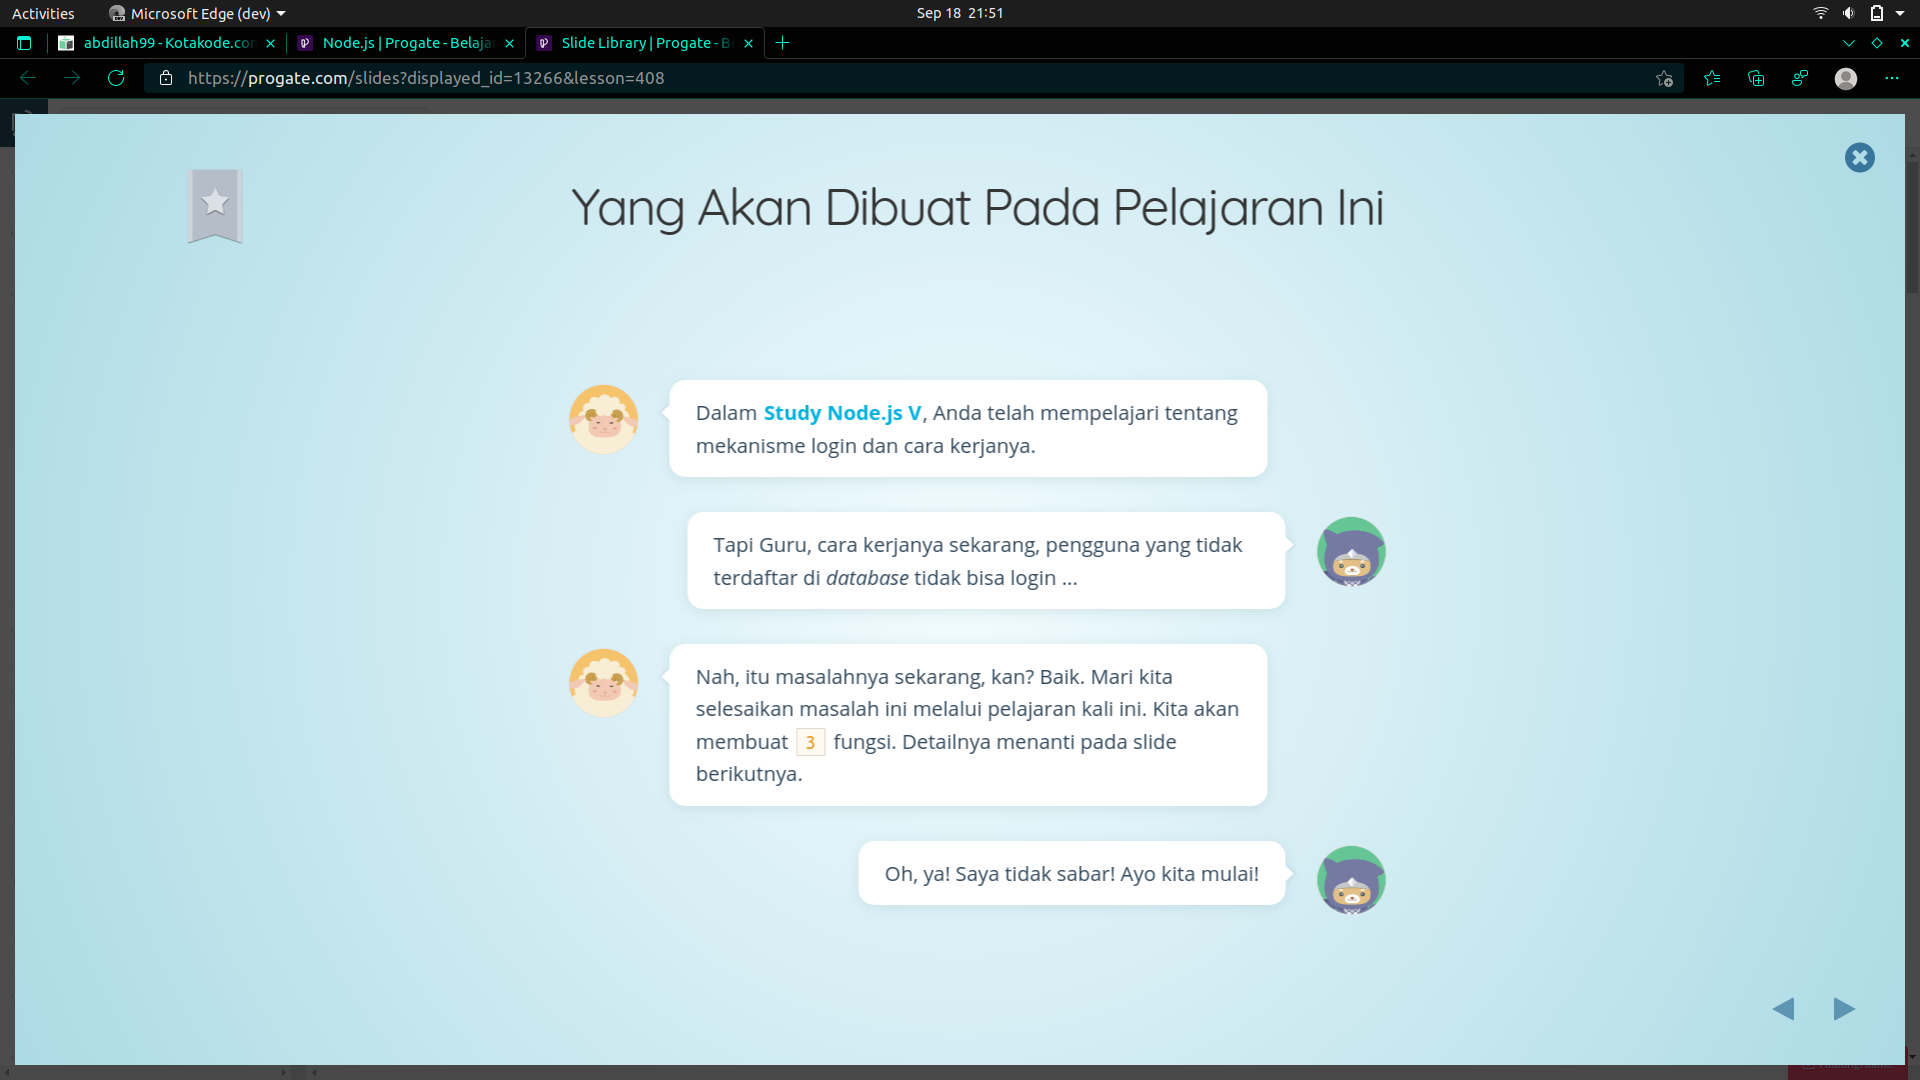 Activities
Microsoft Edge (dev)
Sep 18 21:51
abdillah99 - Kotakode.com
Node.js | Progate - Belaja
Slide Library | Progate - B
https://progate.com/slides?displayed_id=13266&lesson=408
Yang Akan Dibuat Pada Pelajaran Ini
Dalam Study Node.js V, Anda telah mempelajari tentang
mekanisme login dan cara kerjanya.
Tapi Guru, cara kerjanya sekarang, pengguna yang tidak
terdaftar di database tidak bisa login ...
Nah, itu masalahnya sekarang, kan? Baik. Mari kita
selesaikan masalah ini melalui pelajaran kali ini. Kita akan
membuat 3 fungsi. Detailnya menanti pada slide
berikutnya.
Oh, ya! Saya tidak sabar! Ayo kita mulai!